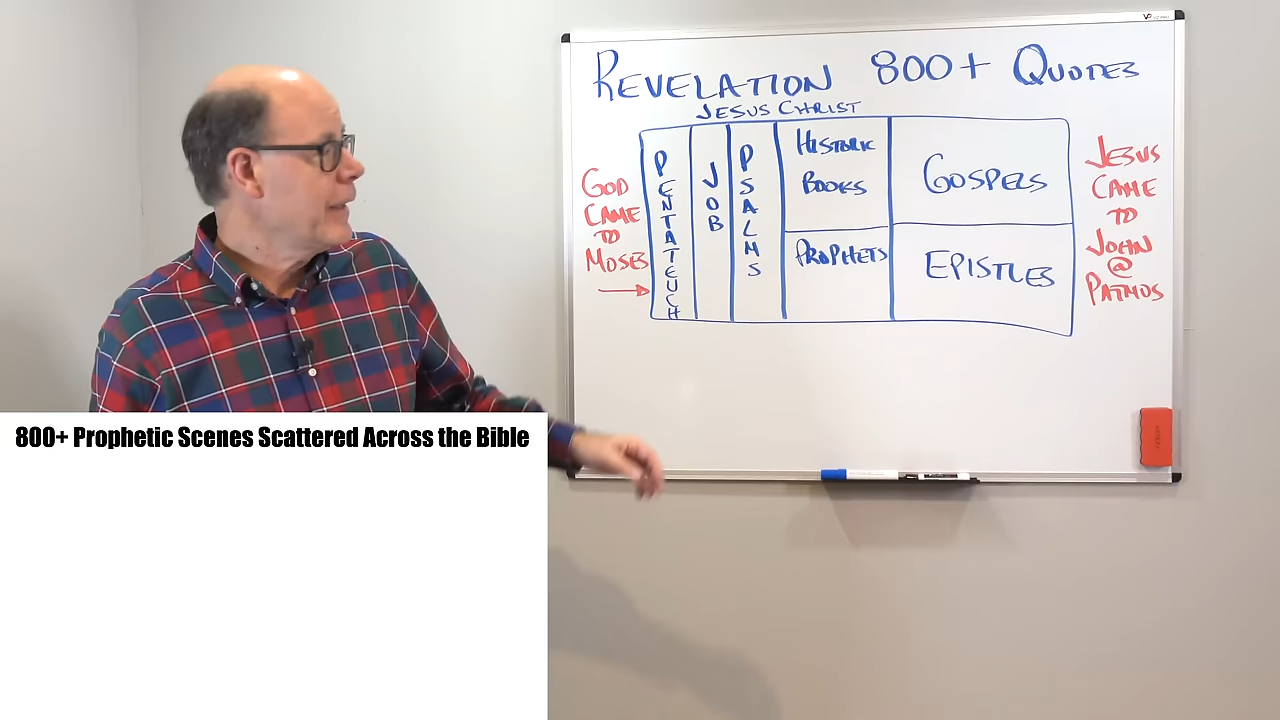 REVELATION 800+ QUOTES
JESUS CHRIST
GOD
CAME
TO
MOSES
PENTATEUCH
JOB
PSALMS
HISTORIC
BOOKS
PROPHETS
GOSPELS
EPISTLES
JESUS
CAME
TO
JOHN
@
PATMOS
800+ Prophetic Scenes Scattered Across the Bible